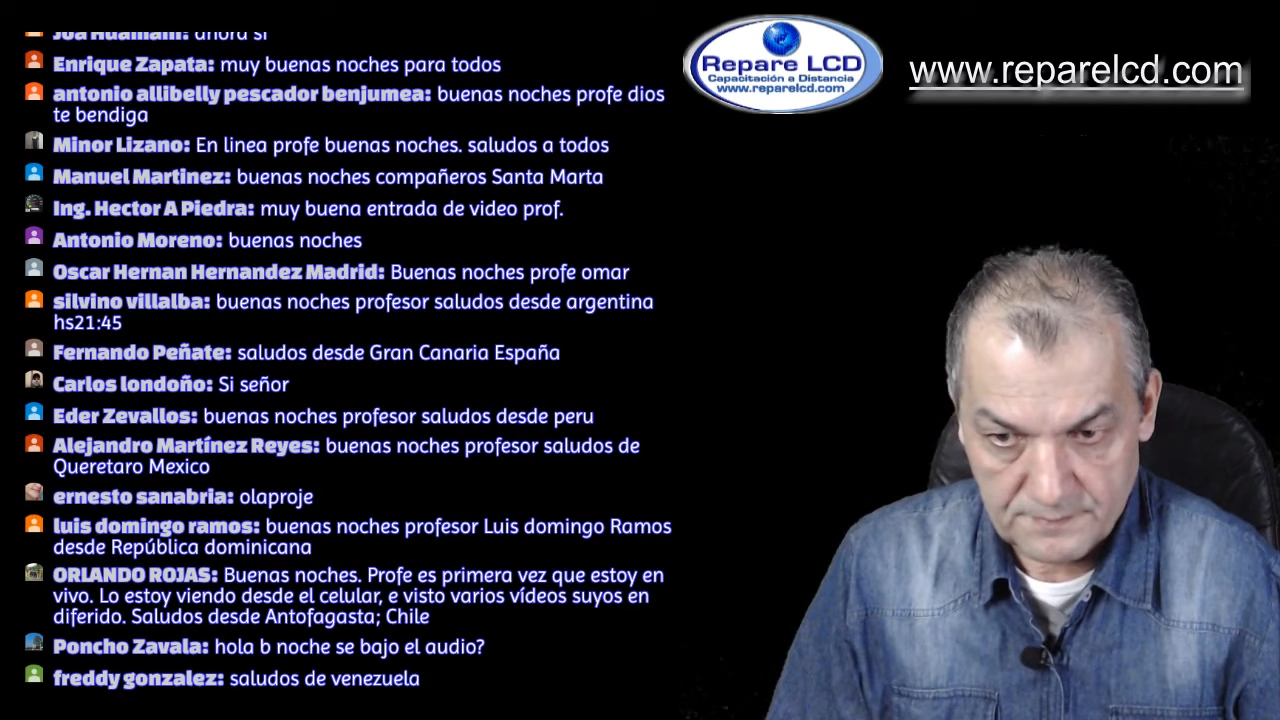 Joa Huamani: ahora si
Enrique Zapata: muy buenas noches para todos
antonio allibelly pescador benjumea: buenas noches profe dios
te bendiga
Minor Lizano: En linea profe buenas noches. saludos a todos
Manuel Martinez: buenas noches compañeros Santa Marta
Ing. Hector A Piedra: muy buena entrada de video prof.
Antonio Moreno: buenas noches
Oscar Hernan Hernandez Madrid: Buenas noches profe omar
silvino villalba: buenas noches profesor saludos desde argentina
hs21:45
Fernando Peñate: saludos desde Gran Canaria España
Carlos londoño: Si señor
Eder Zevallos: buenas noches profesor saludos desde peru
Alejandro Martínez Reyes: buenas noches profesor saludos de
Queretaro Mexico
ernesto sanabria: olaproje
luis domingo ramos: buenas noches profesor Luis domingo Ramos
desde República dominicana
ORLANDO ROJAS: Buenas noches. Profe es primera vez que estoy en
vivo. Lo estoy viendo desde el celular, e visto varios vídeos suyos en
diferido. Saludos desde Antofagasta; Chile
Poncho Zavala: hola b noche se bajo el audio?
freddy gonzalez: saludos de venezuela
Repare LCD
Capacitación a Distancia
www.reparelcd.com
www.reparelcd.com